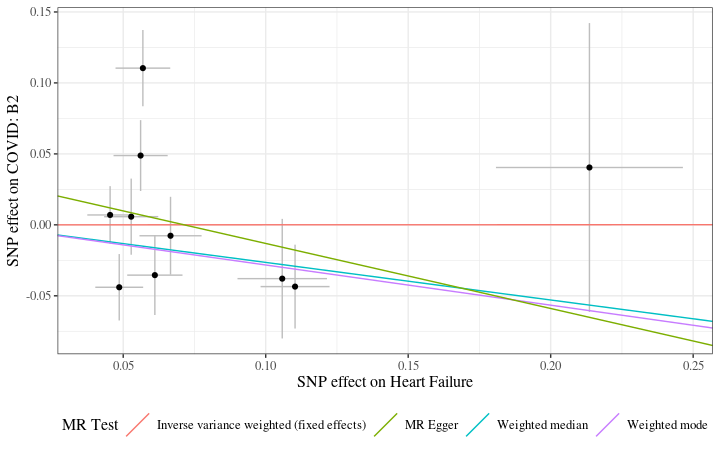 0.15
0.10
0.05
0.00
-0.05
SNP effect on COVID: B2
0.05 0.10 0.15 0.20 0.25
SNP effect on Heart Failure
MR Test Inverse variance weighted (fixed effects) MR Egger Weighted median Weighted mode